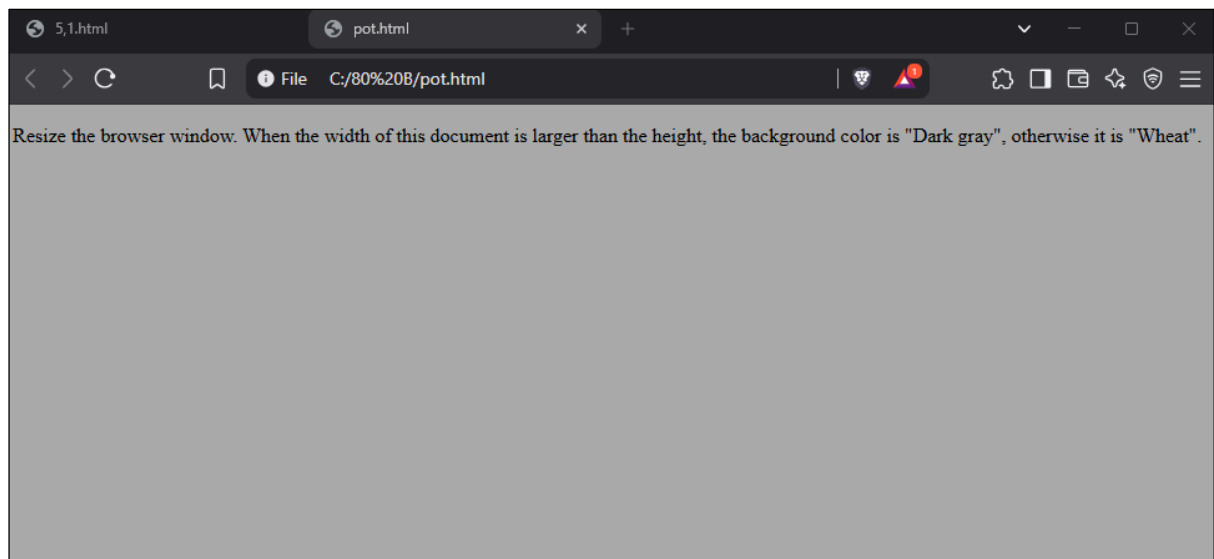 5,1.html
pot.html
File C:/80%20B/pot.html
1
Resize the browser window. When the width of this document is larger than the height, the background color is "Dark gray", otherwise it is "Wheat".